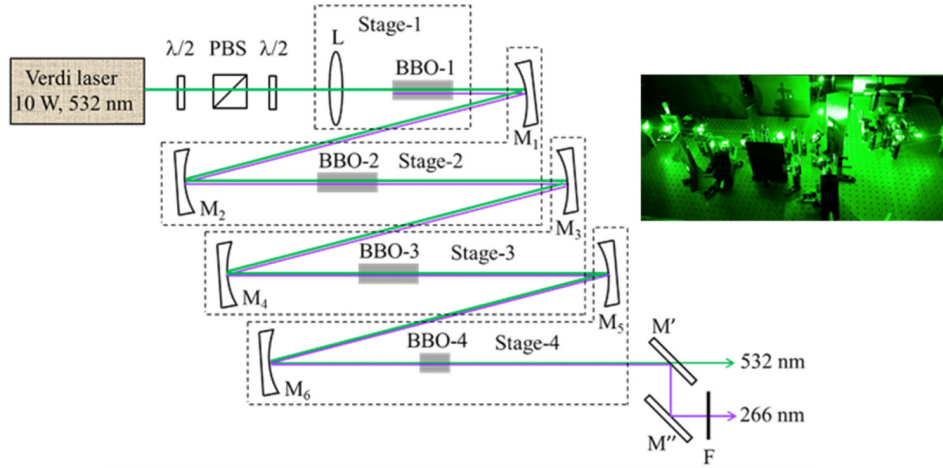 L
Stage-1
λ/2 PBS λ/2
Verdi laser
10 W, 532 nm
BBO-1
M1
BBO-2 Stage-2
M2
M3
BBO-3 Stage-3
M4
M5
BBO-4 Stage-4
M6
M′
532 nm
266 nm
M″
F